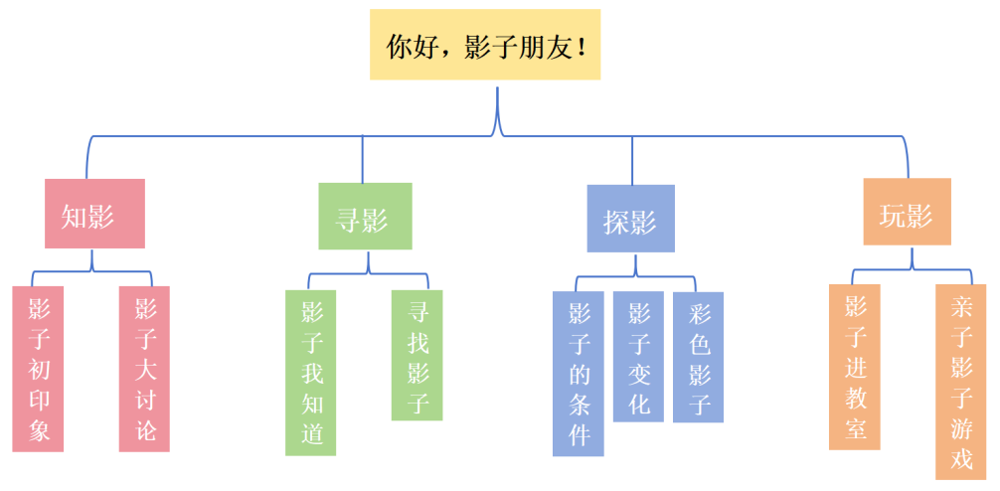 你好，影子朋友！
知影
寻影
探影
玩影
影子初印象
影子大讨论
影子我知道
寻找影子
影子的条件
影子变化
彩色影子
影子进教室
亲子影子游戏